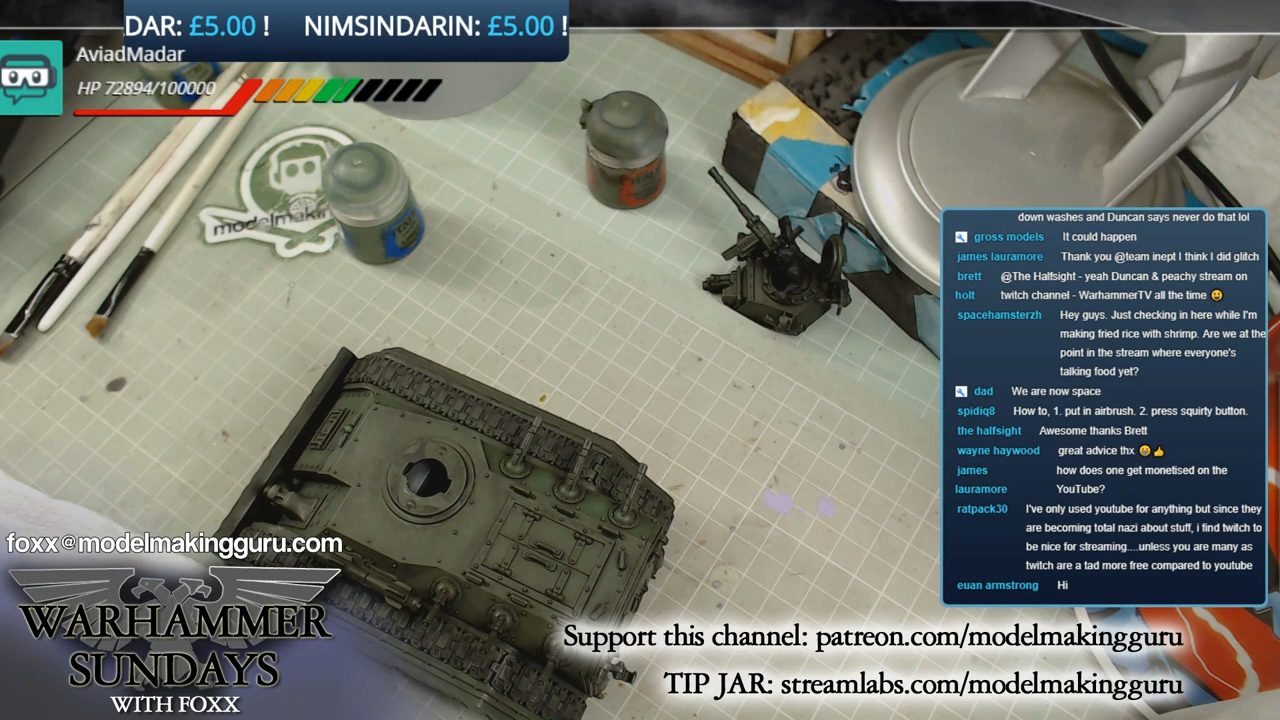 DAR: £5.00 !    NIMSINDARIN: £5.00 !
AviadMadar
HP 72894/100000
down washes and Duncan says never do that lol
gross models It could happen
james lauramore Thank you @team inept I think I did glitch
brett @The Halfsight - yeah Duncan & peachy stream on
holt twitch channel - WarhammerTV all the time 😃
spacehamsterzh Hey guys. Just checking in here while I'm
making fried rice with shrimp. Are we at the
point in the stream where everyone's
talking food yet?
dad We are now space
spidiq8 How to, 1. put in airbrush. 2. press squirty button.
the halfsight Awesome thanks Brett
wayne haywood great advice thx 😁👍
james how does one get monetised on the
lauramore YouTube?
ratpack30 I've only used youtube for anything but since they
are becoming total nazi about stuff, i find twitch to
be nice for streaming....unless you are many as
twitch are a tad more free compared to youtube
euan armstrong Hi
foxx@modelmakingguru.com
WARHAMMER
SUNDAYS
WITH FOXX
Support this channel: patreon.com/modelmakingguru
TIP JAR: streamlabs.com/modelmakingguru